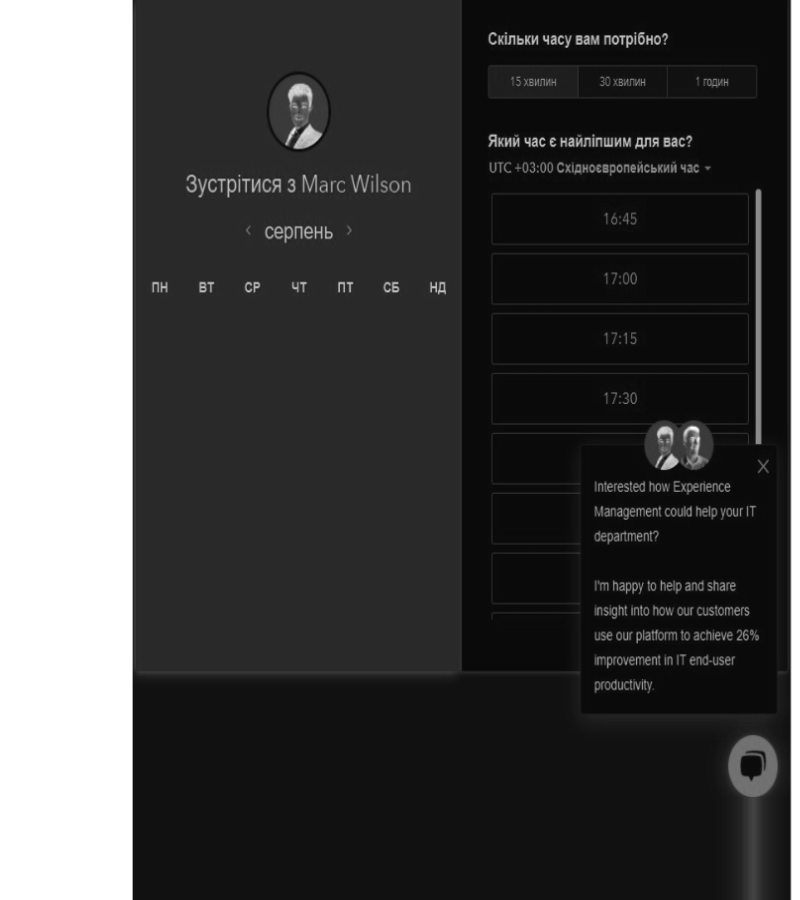 Зустрітися з Marc Wilson
серпень
ПН ВТ СР ЧТ ПТ СБ НД
Скільки часу вам потрібно?
15 хвилин 30 хвилин 1 годин
Який час є найліпшим для вас?
UTC +03:00 Східноєвропейський час
16:45
17:00
17:15
17:30
Interested how Experience
Management could help your IT
department?
I'm happy to help and share
insight into how our customers
use our platform to achieve 26%
improvement in IT end-user
productivity.